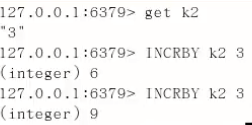 127.0.0.1:6379> get k2
"3"
127.0.0.1:6379> INCRBY k2 3
(integer) 6
127.0.0.1:6379> INCRBY k2 3
(integer) 9